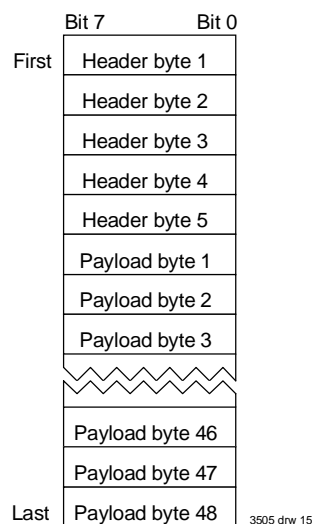 Bit 7 Bit 0
First Header byte 1
Header byte 2
Header byte 3
Header byte 4
Header byte 5
Payload byte 1
Payload byte 2
Payload byte 3
Payload byte 46
Payload byte 47
Last Payload byte 48 3505 drw 15